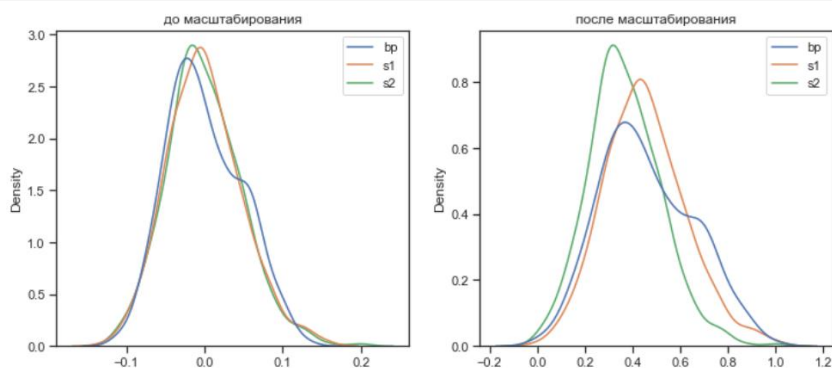 до масштабирования
bp
s1
s2
Density
3.0
2.5
2.0
1.5
1.0
0.5
0.0
−0.1
0.0
0.1
0.2
после масштабирования
bp
s1
s2
Density
0.8
0.6
0.4
0.2
0.0
−0.2
0.0
0.2
0.4
0.6
0.8
1.0
1.2